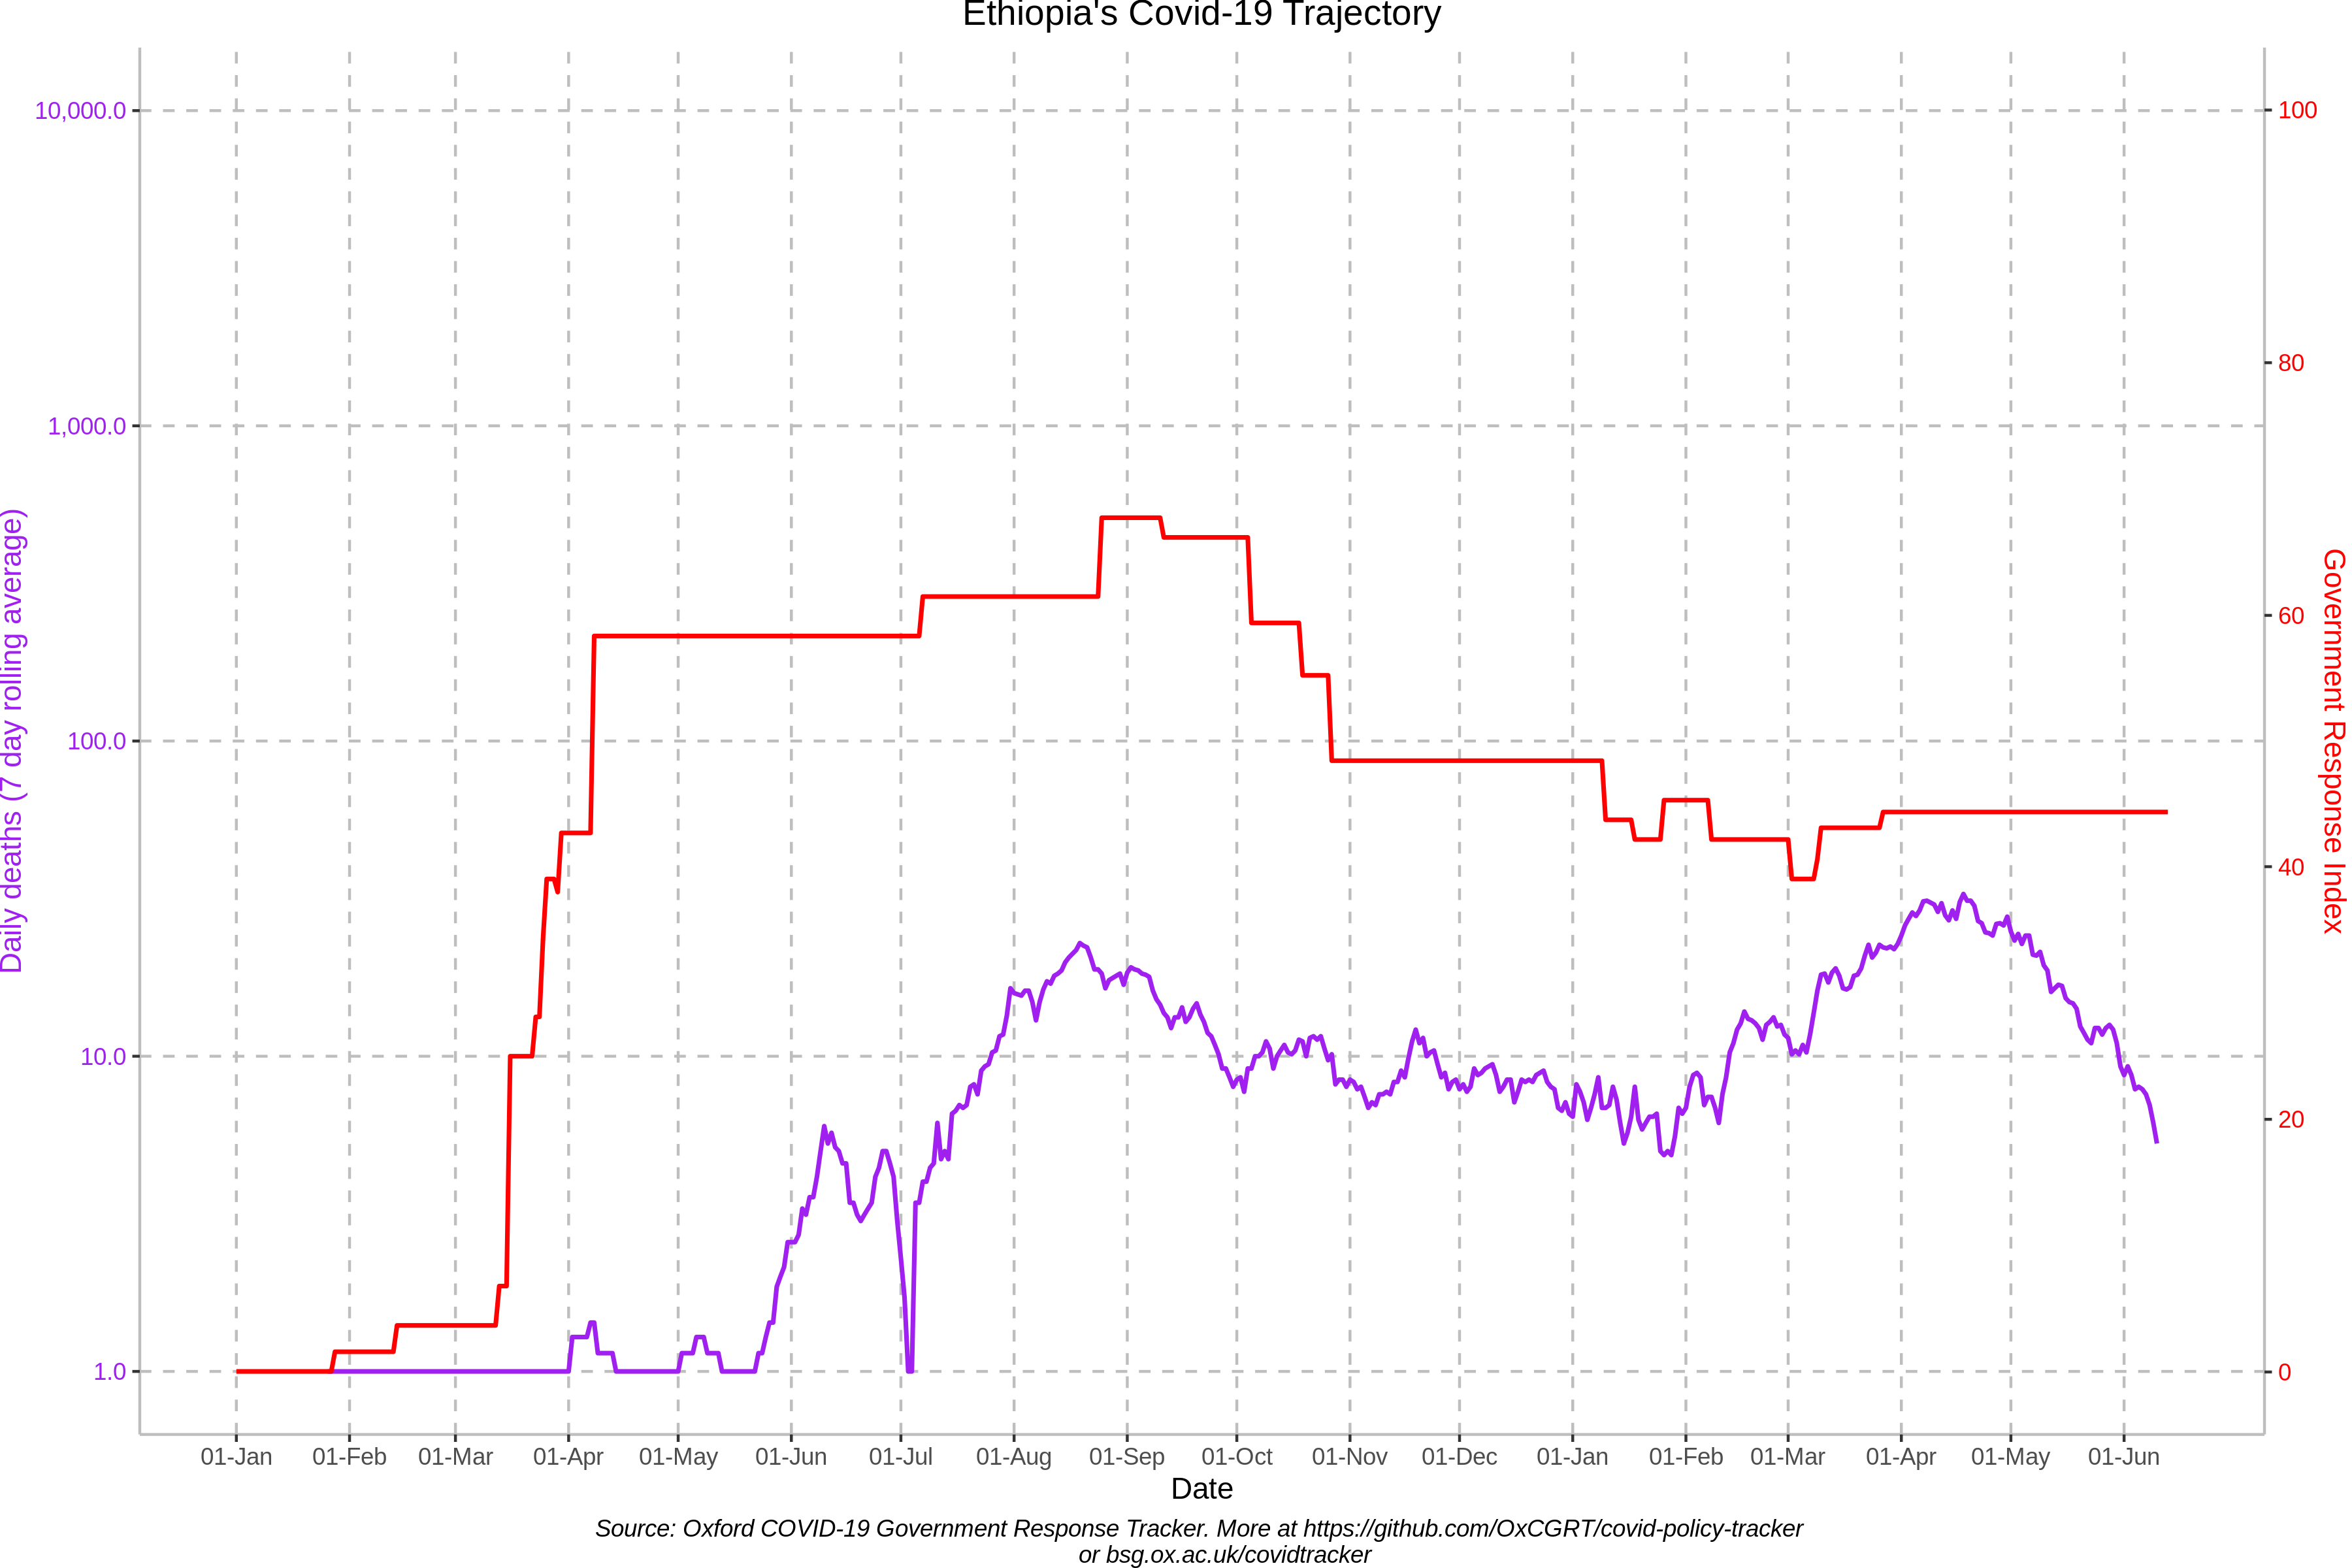 Ethiopia's Covid-19 Trajectory
10,000.0
1,000.0
100.0
10.0
1.0
Daily deaths (7 day rolling average)
100
80
60
40
20
0
Government Response Index
01-Jan 01-Feb 01-Mar 01-Apr 01-May 01-Jun 01-Jul 01-Aug 01-Sep 01-Oct 01-Nov 01-Dec 01-Jan 01-Feb 01-Mar 01-Apr 01-May 01-Jun
Date
Source: Oxford COVID-19 Government Response Tracker. More at https://github.com/OxCGRT/covid-policy-tracker
or bsg.ox.ac.uk/covidtracker